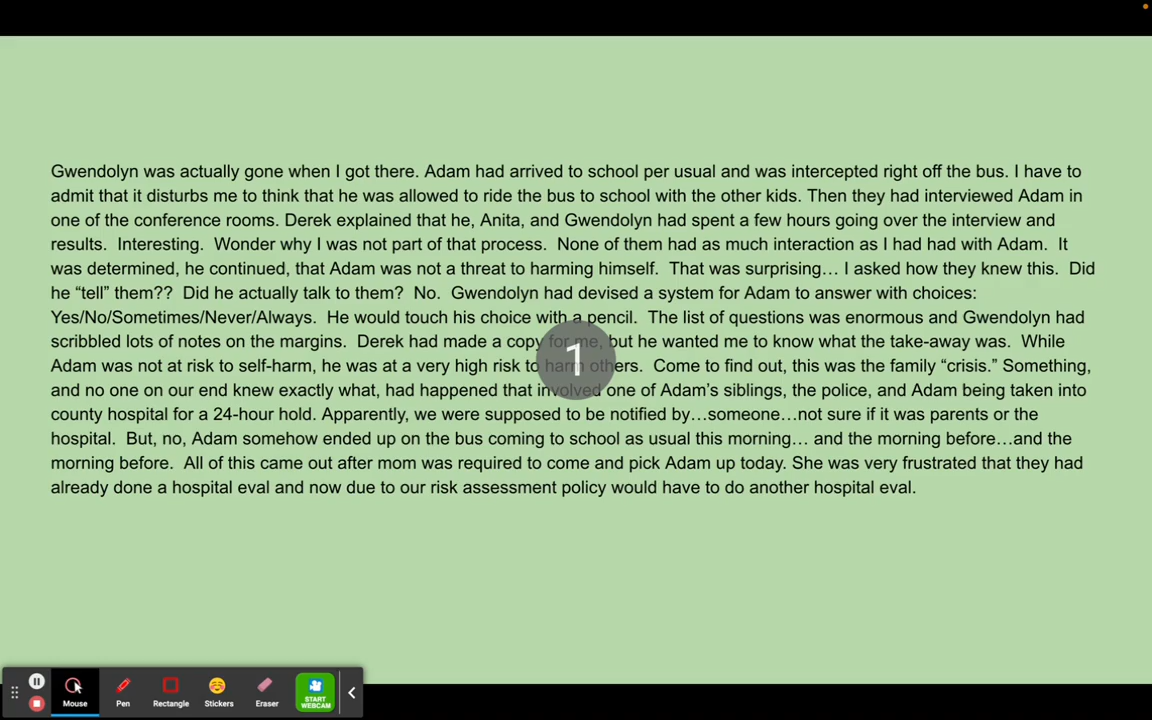 Gwendolyn was actually gone when I got there. Adam had arrived to school per usual and was intercepted right off the bus. I have to
admit that it disturbs me to think that he was allowed to ride the bus to school with the other kids. Then they had interviewed Adam in
one of the conference rooms. Derek explained that he, Anita, and Gwendolyn had spent a few hours going over the interview and
results.  Interesting.  Wonder why I was not part of that process.  None of them had as much interaction as I had had with Adam.  It
was determined, he continued, that Adam was not a threat to harming himself.  That was surprising… I asked how they knew this.  Did
he “tell” them??  Did he actually talk to them?  No.  Gwendolyn had devised a system for Adam to answer with choices:
Yes/No/Sometimes/Never/Always.  He would touch his choice with a pencil.  The list of questions was enormous and Gwendolyn had
scribbled lots of notes on the margins.  Derek had made a copy for me, but he wanted me to know what the take-away was.  While
Adam was not at risk to self-harm, he was at a very high risk to harm others.  Come to find out, this was the family “crisis.” Something,
and no one on our end knew exactly what, had happened that involved one of Adam’s siblings, the police, and Adam being taken into
county hospital for a 24-hour hold. Apparently, we were supposed to be notified by…someone…not sure if it was parents or the
hospital.  But, no, Adam somehow ended up on the bus coming to school as usual this morning… and the morning before…and the
morning before.  All of this came out after mom was required to come and pick Adam up today. She was very frustrated that they had
already done a hospital eval and now due to our risk assessment policy would have to do another hospital eval.
1
Mouse
Pen
Rectangle
Stickers
Eraser
START
WEBCAM